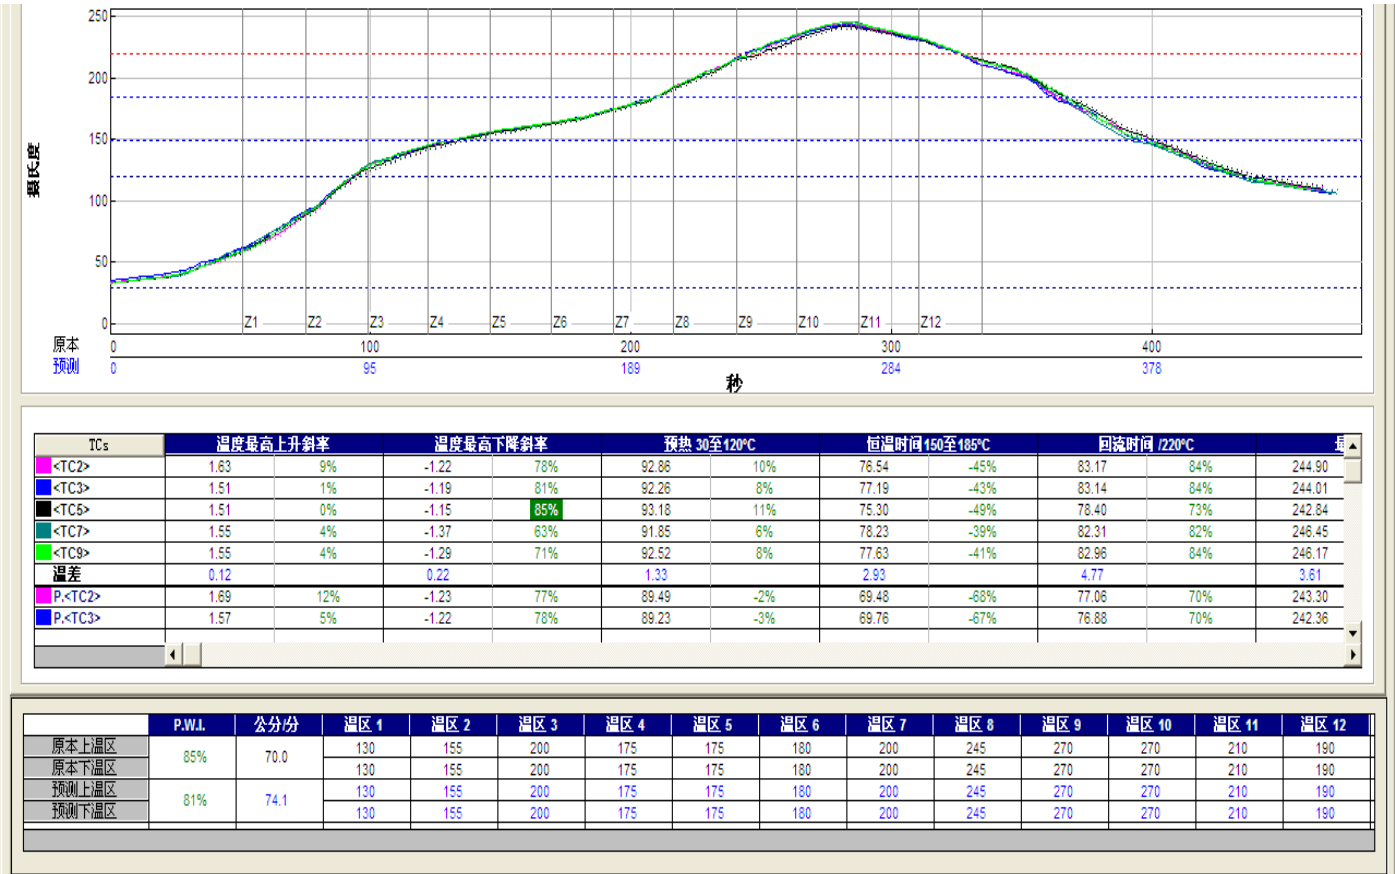 250
200
150
100
50
0
摄氏度
Z1 Z2 Z3 Z4 Z5 Z6 Z7 Z8 Z9 Z10 Z11 Z12
原本 0 100 200 300 400
预测 0 95 189 284 378
秒
TCs 温度最高上升斜率 温度最高下降斜率 预热 30至120°C 恒温时间150至185°C 回流时间 /220°C
<TC2> 1.63 9% -1.22 78% 92.86 10% 76.54 -45% 83.17 84% 244.90
<TC3> 1.51 1% -1.19 81% 92.26 8% 77.19 -43% 83.14 84% 244.01
<TC5> 1.51 0% -1.15 85% 93.18 11% 75.30 -49% 78.40 73% 242.84
<TC7> 1.55 4% -1.37 63% 91.85 6% 78.23 -39% 82.31 82% 246.45
<TC9> 1.55 4% -1.29 71% 92.52 8% 77.63 -41% 82.96 84% 246.17
温差 0.12 0.22 1.33 2.93 4.77 3.61
P.<TC2> 1.69 12% -1.23 77% 89.49 -2% 69.48 -68% 77.06 70% 243.30
P.<TC3> 1.57 5% -1.22 78% 89.23 -3% 69.76 -67% 76.88 70% 242.36
P.W.I. 公分/分 温区 1 温区 2 温区 3 温区 4 温区 5 温区 6 温区 7 温区 8 温区 9 温区 10 温区 11 温区 12
原本上温区 85% 70.0 130 155 200 175 175 180 200 245 270 270 210 190
原本下温区 130 155 200 175 175 180 200 245 270 270 210 190
预测上温区 81% 74.1 130 155 200 175 175 180 200 245 270 270 210 190
预测下温区 130 155 200 175 175 180 200 245 270 270 210 190